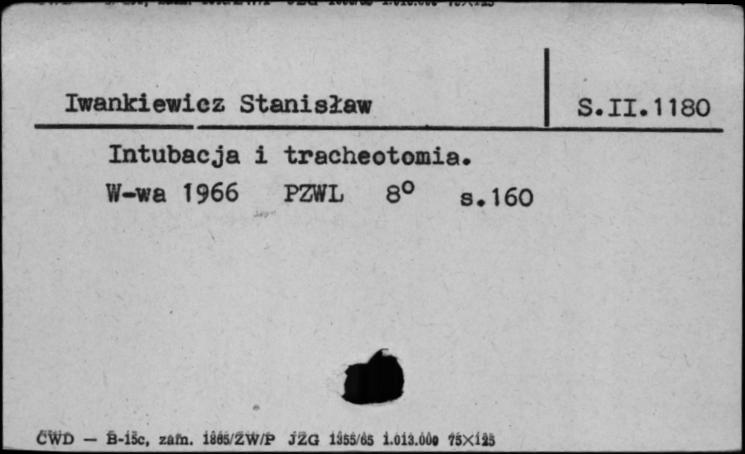 Iwankiewicz Stanisław
S.II.1180
Intubacja i tracheotomia.
W-wa 1966 PZWL 8° s.160
CWD — B-15c, zam. 1865/ZW/P JZG 1355/65 1.013.000 75×125